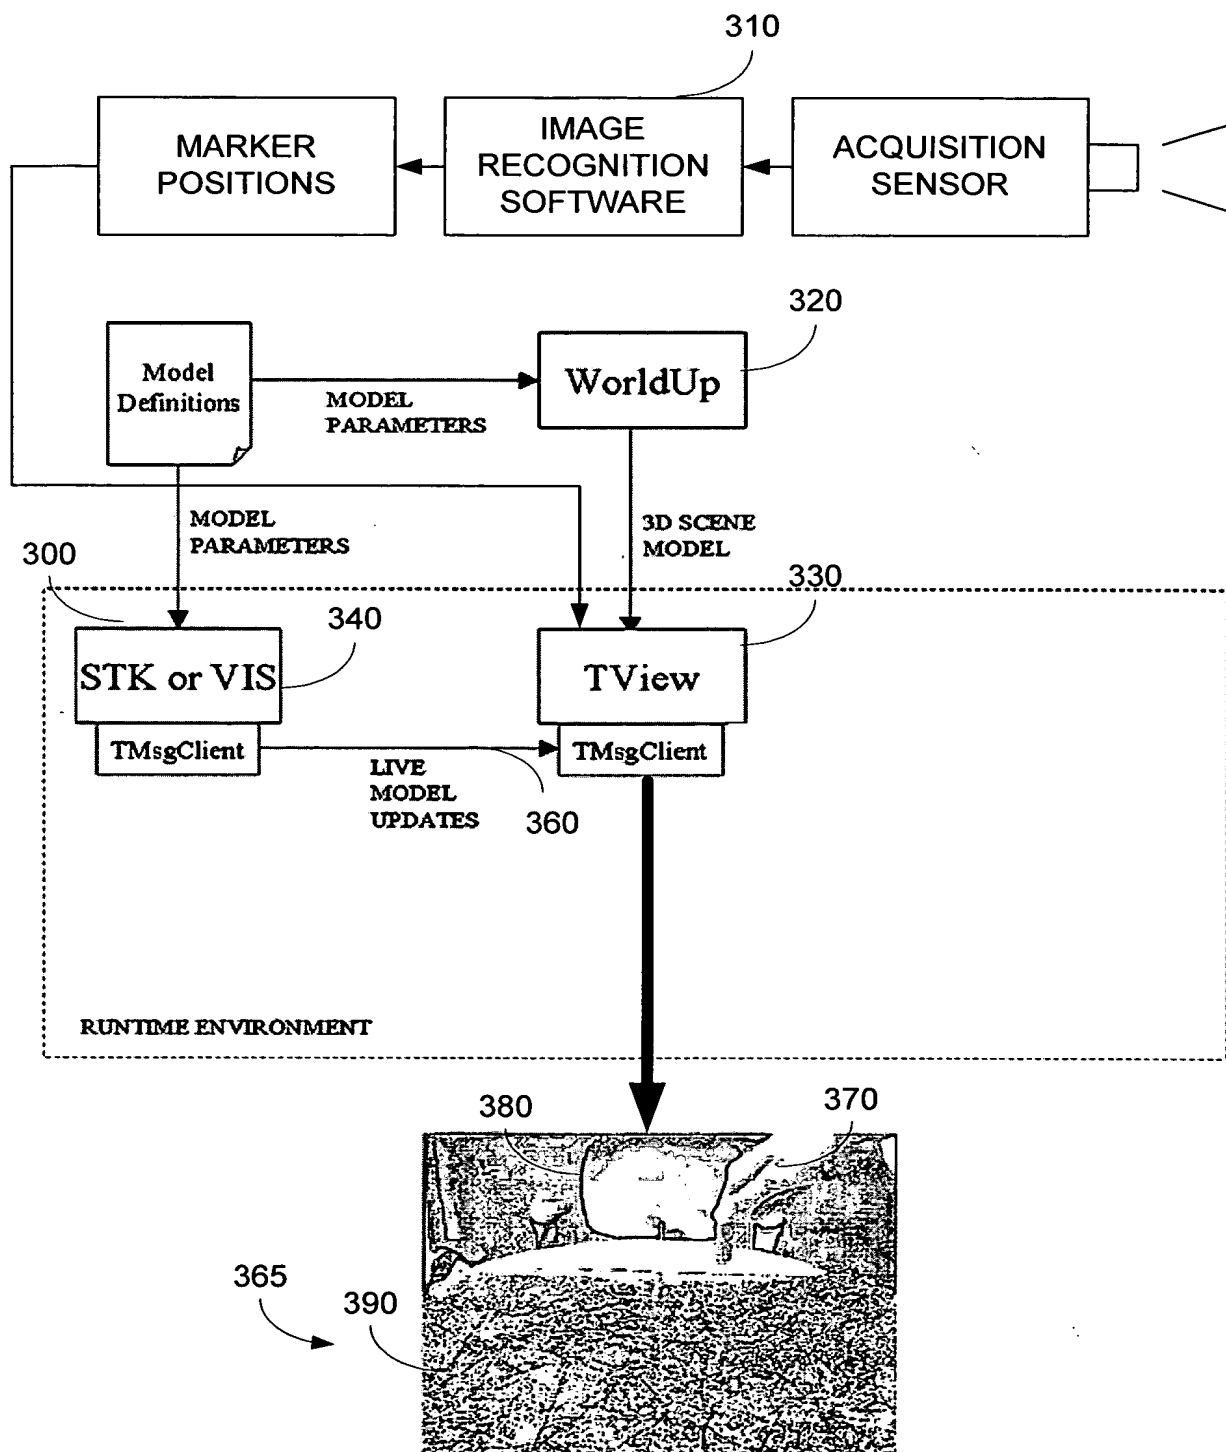 310
MARKER
POSITIONS
IMAGE
RECOGNITION
SOFTWARE
ACQUISITION
SENSOR
320
Model
Definitions
MODEL
PARAMETERS
WorldUp
MODEL
PARAMETERS
3D SCENE
MODEL
300
330
340
STK or VIS
TView
TMsgClient
TMsgClient
LIVE
MODEL
UPDATES
360
RUNTIME ENVIRONMENT
380
370
365
390